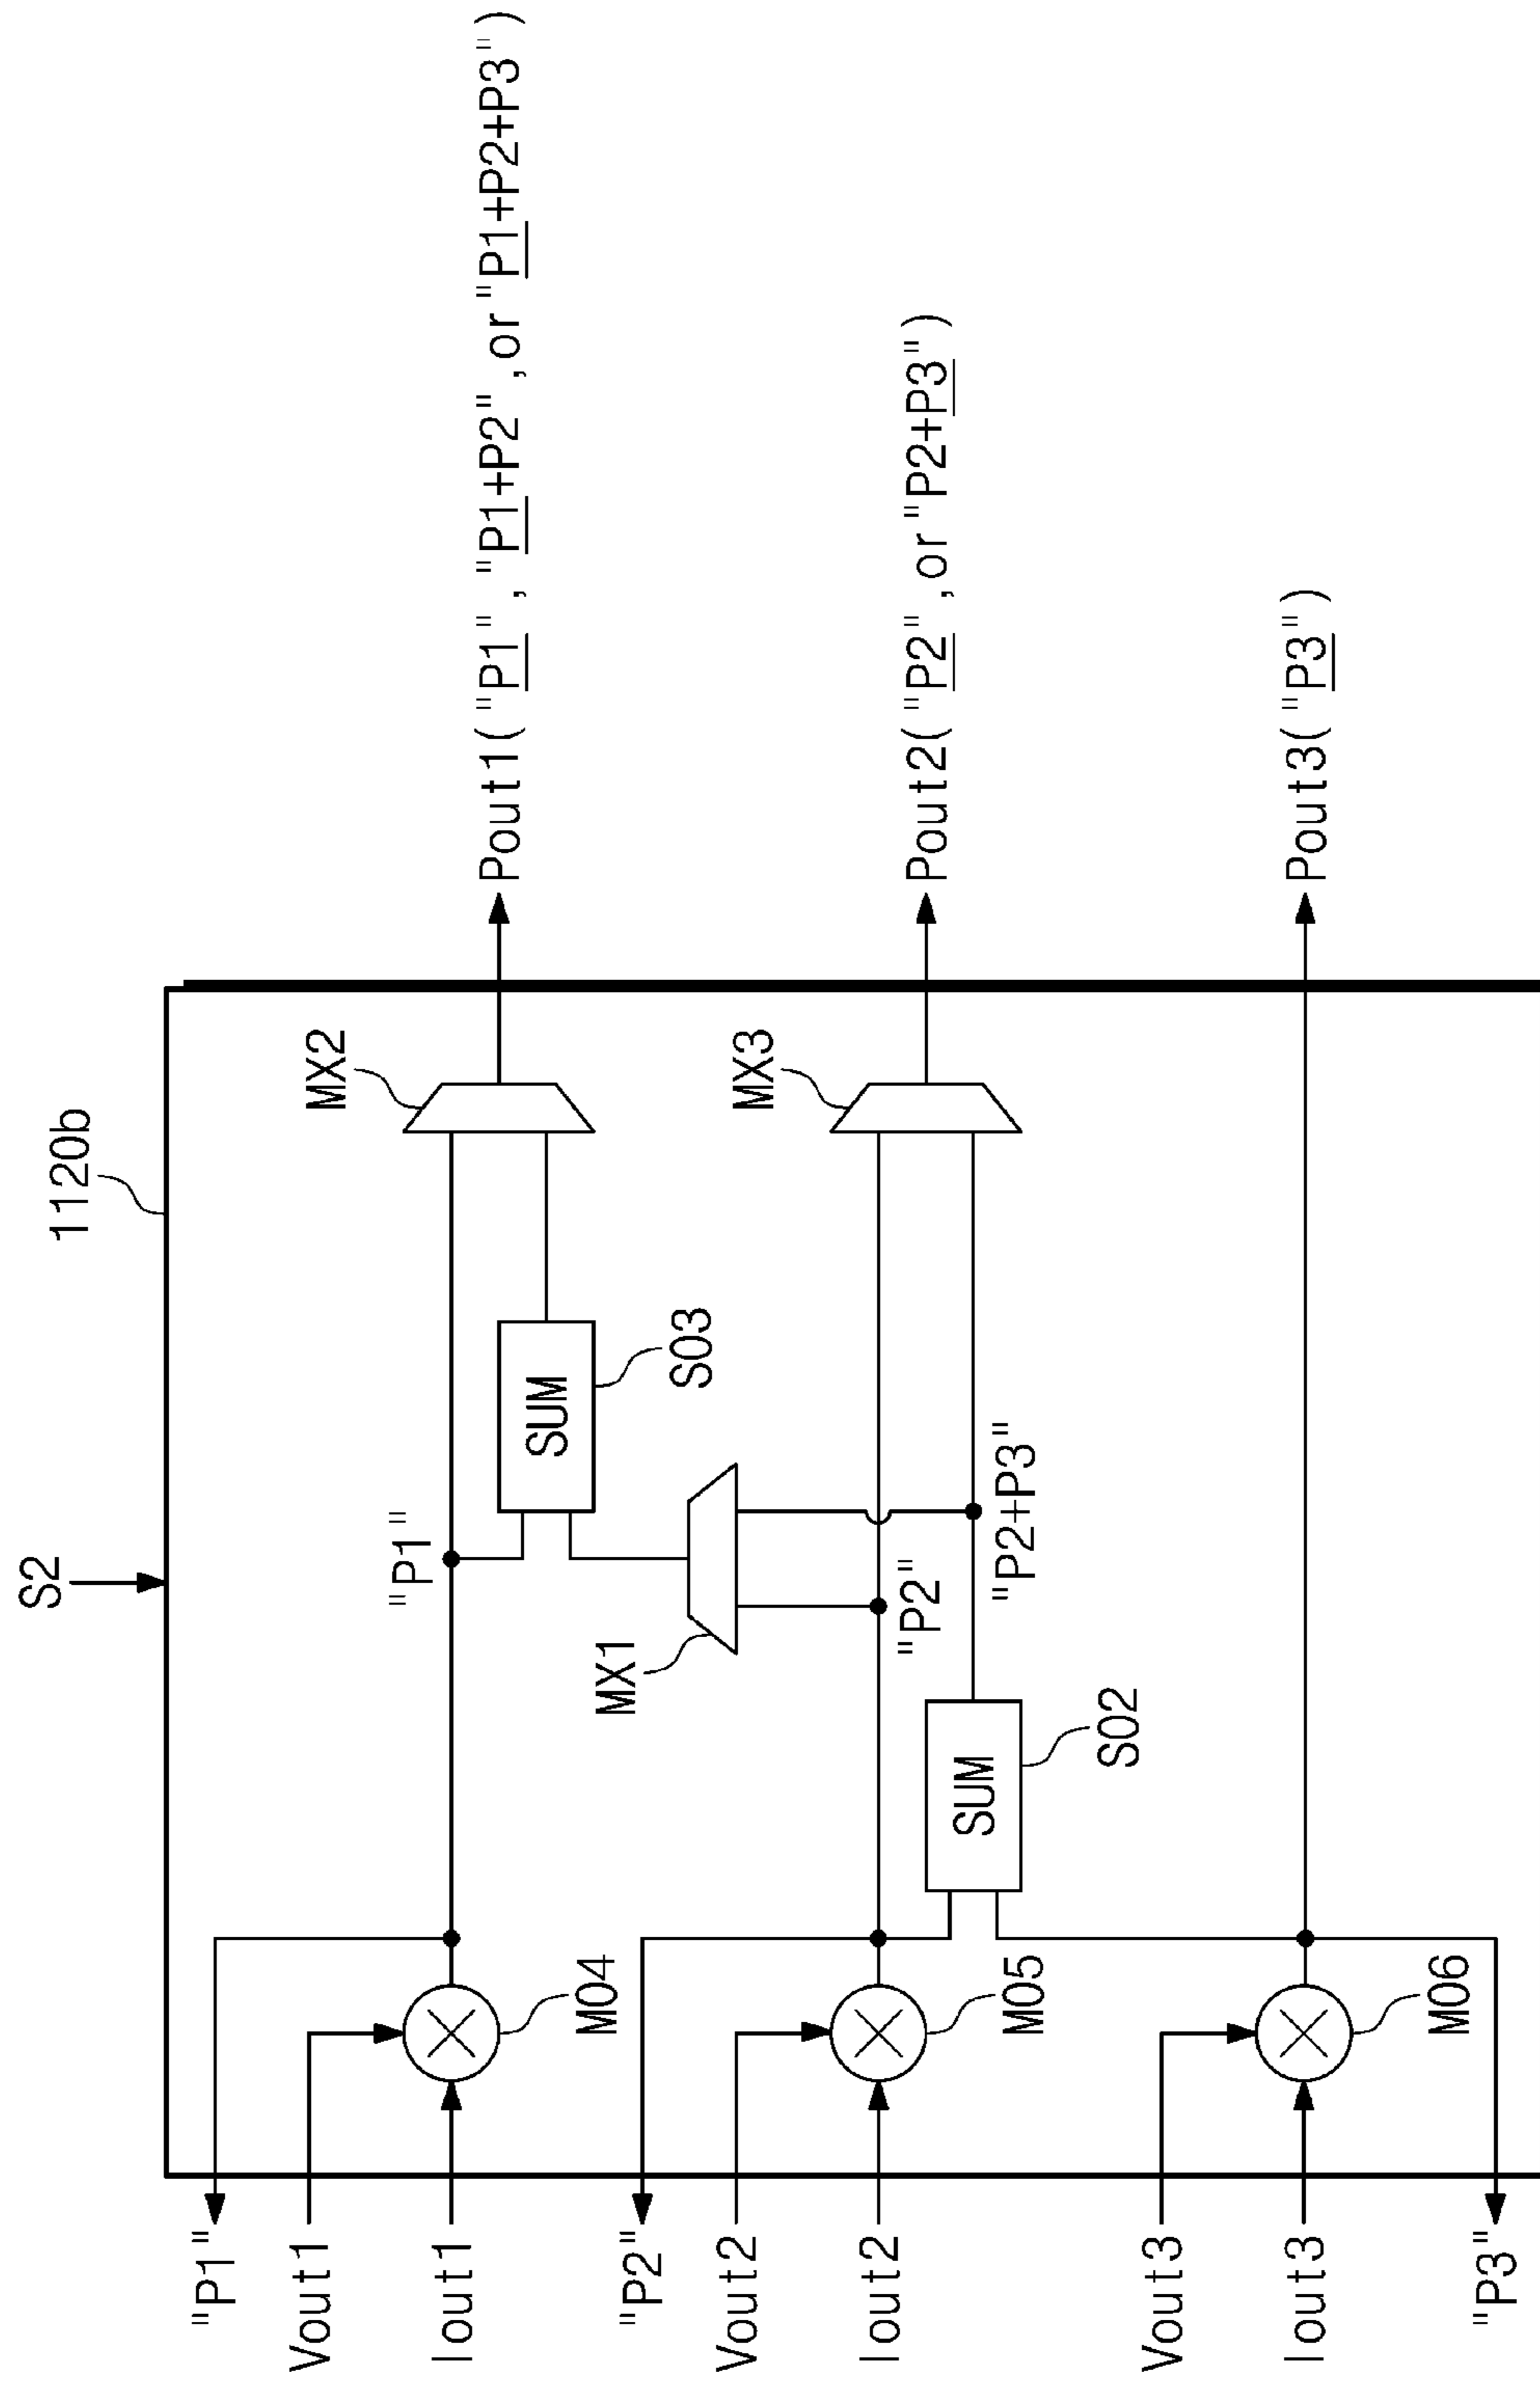 S2
1120b
"P1"
Vout1
Iout1
M04
"P1"
SUM
S03
MX2
Pout1("P1","P1+P2",or"P1+P2+P3")
MX1
"P2"
Vout2
Iout2
M05
"P2"
MX3
Pout2("P2",or"P2+P3")
SUM
S02
"P2+P3"
Vout3
Iout3
M06
Pout3("P3")
"P3"